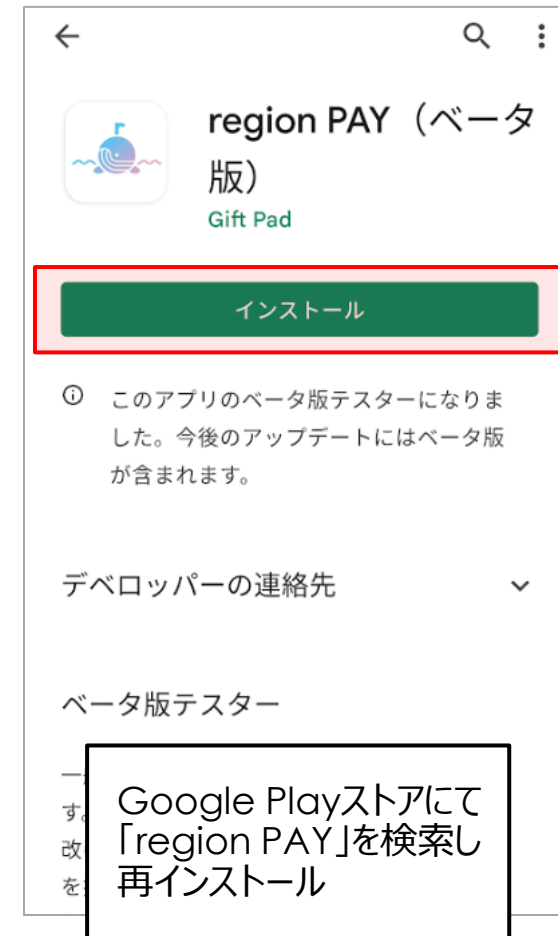 region PAY（ベータ
版）
Gift Pad
インストール
このアプリのベータ版テスターになりま
した。今後のアップデートにはベータ版
が含まれます。
デベロッパーの連絡先
ベータ版テスター
一
す。
改
を
Google Playストアにて
「region PAY」を検索し
再インストール